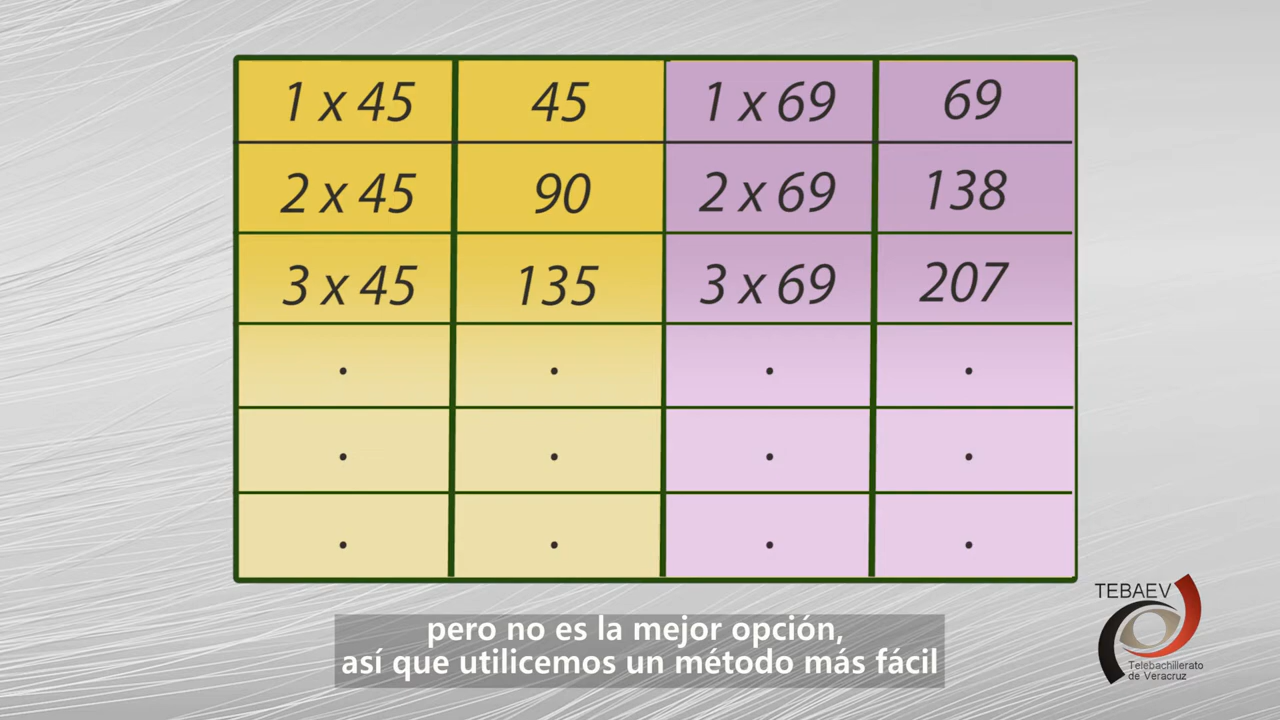 1 x 45 45 1 x 69 69
2 x 45 90 2 x 69 138
3 x 45 135 3 x 69 207
. . . .
. . . .
. . . .
pero no es la mejor opción,
así que utilicemos un método más fácil
TEBAEV
Telebachillerato
de Veracruz